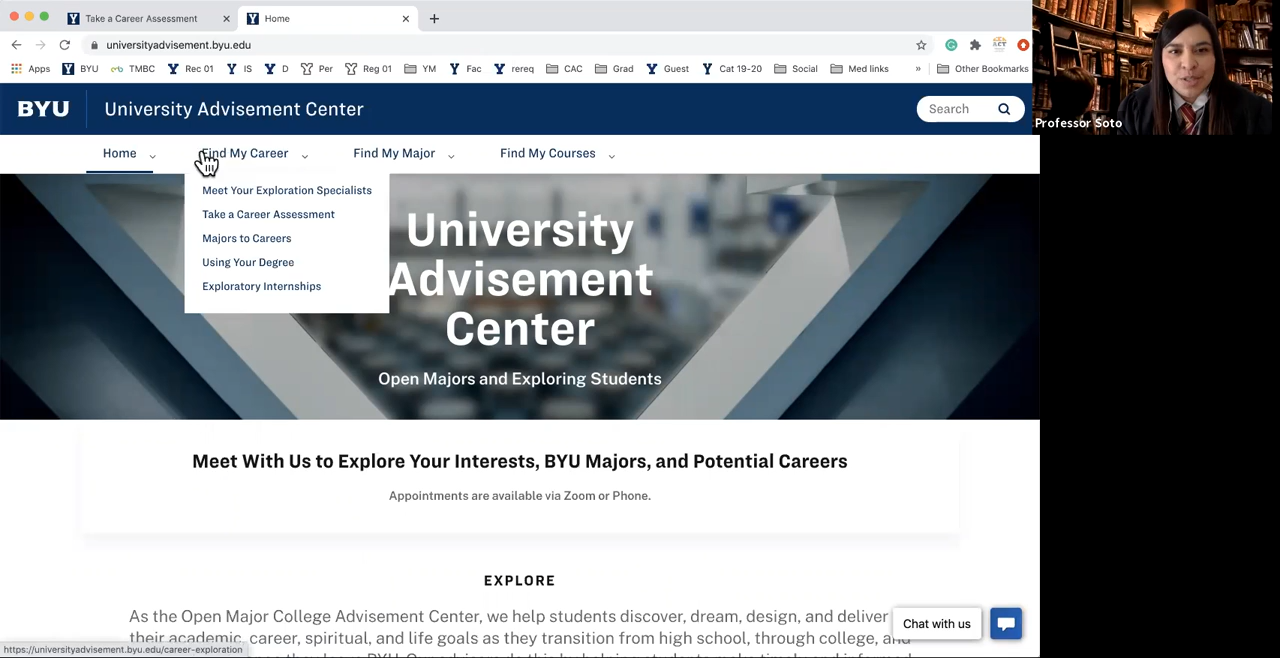 Take a Career Assessment
Home
universityadvisement.byu.edu
Apps BYU TMBC Rec 01 IS D Per Reg 01 YM Fac rereq CAC Grad Guest Cat 19-20 Social Med links » Other Bookmarks
BYU University Advisement Center
Search
Professor Soto
Home Find My Career Find My Major Find My Courses
Meet Your Exploration Specialists
Take a Career Assessment
Majors to Careers
Using Your Degree
Exploratory Internships
University
Advisement
Center
Open Majors and Exploring Students
Meet With Us to Explore Your Interests, BYU Majors, and Potential Careers
Appointments are available via Zoom or Phone.
EXPLORE
As the Open Major College Advisement Center, we help students discover, dream, design, and deliver
their academic, career, spiritual, and life goals as they transition from high school, through college, and
Chat with us
https://universityadvisement.byu.edu/career-exploration